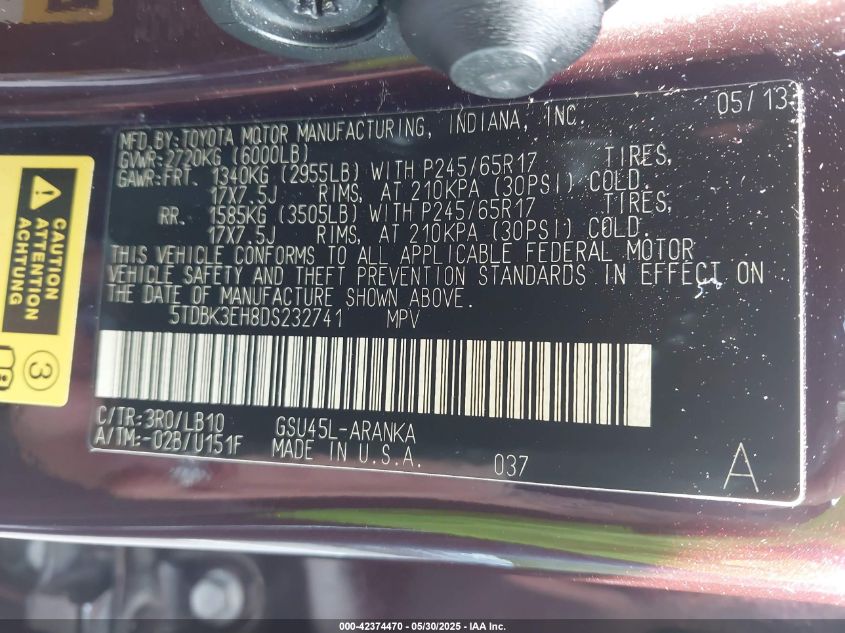 05/13
MFD.BY:TOYOTA MOTOR MANUFACTURING, INDIANA, INC.
GVWR:2720KG (6000LB)
GAWR:FRT. 1340KG (2955LB) WITH P245/65R17 TIRES,
17X7.5J RIMS, AT 210KPA (30PSI) COLD.
RR. 1585KG (3505LB) WITH P245/65R17 TIRES,
17X7.5J RIMS, AT 210KPA (30PSI) COLD.
THIS VEHICLE CONFORMS TO ALL APPLICABLE FEDERAL MOTOR
VEHICLE SAFETY AND THEFT PREVENTION STANDARDS IN EFFECT ON
THE DATE OF MANUFACTURE SHOWN ABOVE.
5TDBK3EH8DS232741 MPV
C/TR:3R0/LB10 GSU45L-ARANKA
A/TM:-02B/U151F MADE IN U.S.A. 037
A
CAUTION
ATTENTION
ACHTUNG
3
000-42374470 - 05/30/2025 - IAA Inc.